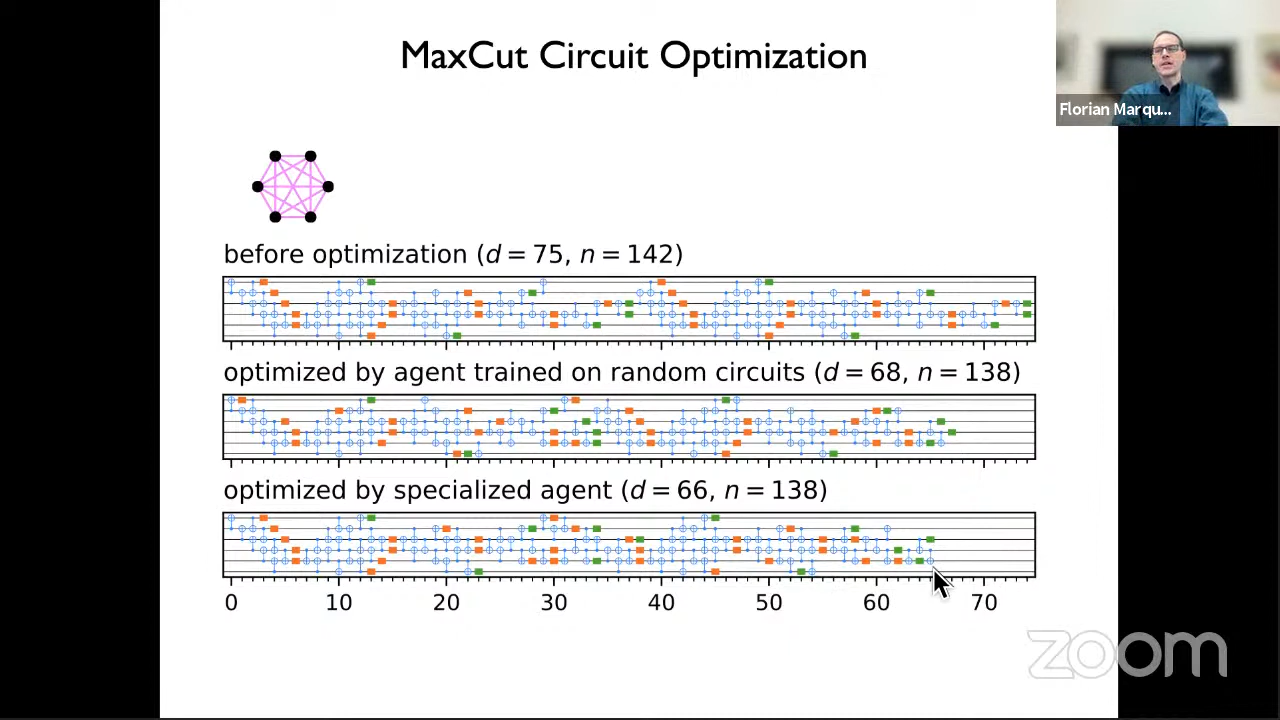 MaxCut Circuit Optimization
Florian Marqu...
before optimization (d = 75, n = 142)
optimized by agent trained on random circuits (d = 68, n = 138)
optimized by specialized agent (d = 66, n = 138)
0 10 20 30 40 50 60 70
zoom